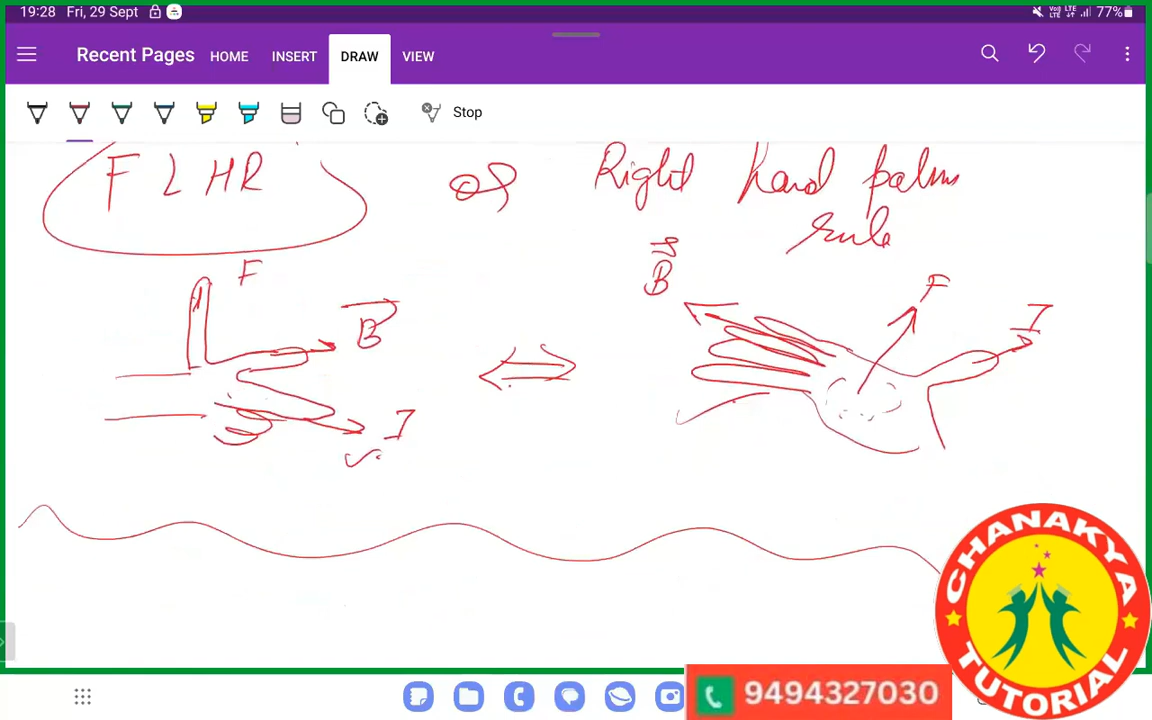 19:28 Fri, 29 Sept 77%
Recent Pages HOME INSERT DRAW VIEW
Stop
F L H R or Right hand palm
rule
F B
I
B F I
CHANAKYA
TUTORIAL
9494327030